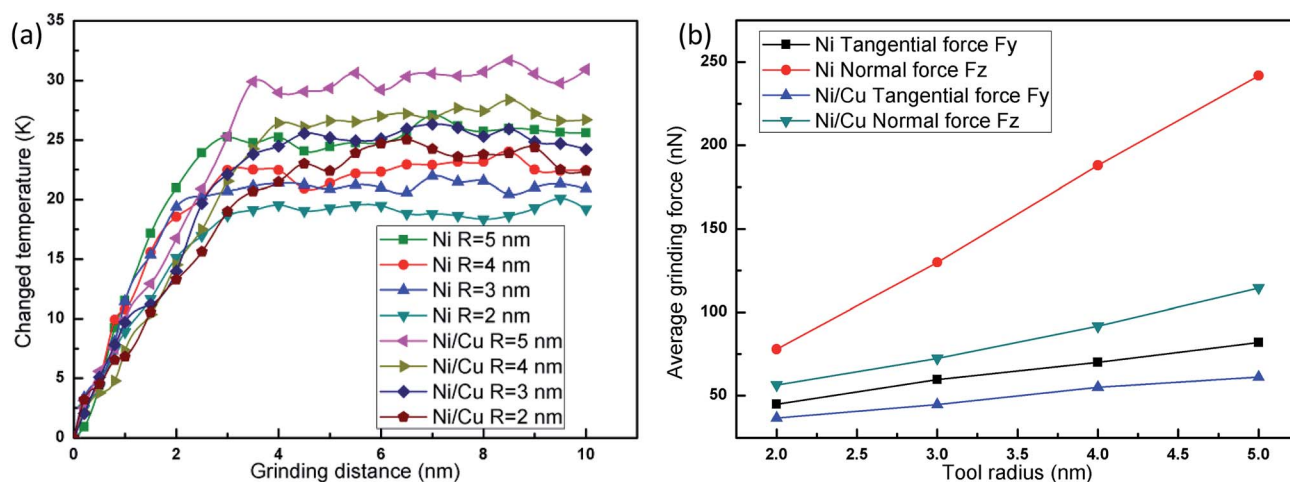 (a)
35
30
25
20
15
10
5
0
0
2
4
6
8
10
Changed temperature (K)
Grinding distance (nm)
Ni R=5 nm
Ni R=4 nm
Ni R=3 nm
Ni R=2 nm
Ni/Cu R=5 nm
Ni/Cu R=4 nm
Ni/Cu R=3 nm
Ni/Cu R=2 nm
(b)
250
200
150
100
50
2.0
2.5
3.0
3.5
4.0
4.5
5.0
Average grinding force (nN)
Tool radius (nm)
Ni Tangential force Fy
Ni Normal force Fz
Ni/Cu Tangential force Fy
Ni/Cu Normal force Fz